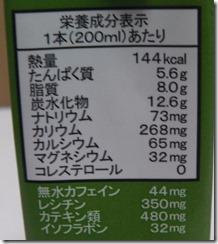 栄養成分表示
1本(200ml)あたり
熱量 144kcal
たんぱく質 5.6g
脂質 8.0g
炭水化物 12.6g
ナトリウム 73mg
カリウム 268mg
カルシウム 65mg
マグネシウム 32mg
コレステロール 0
無水カフェイン 44mg
レシチン 350mg
カテキン類 480mg
イソフラボン 32mg